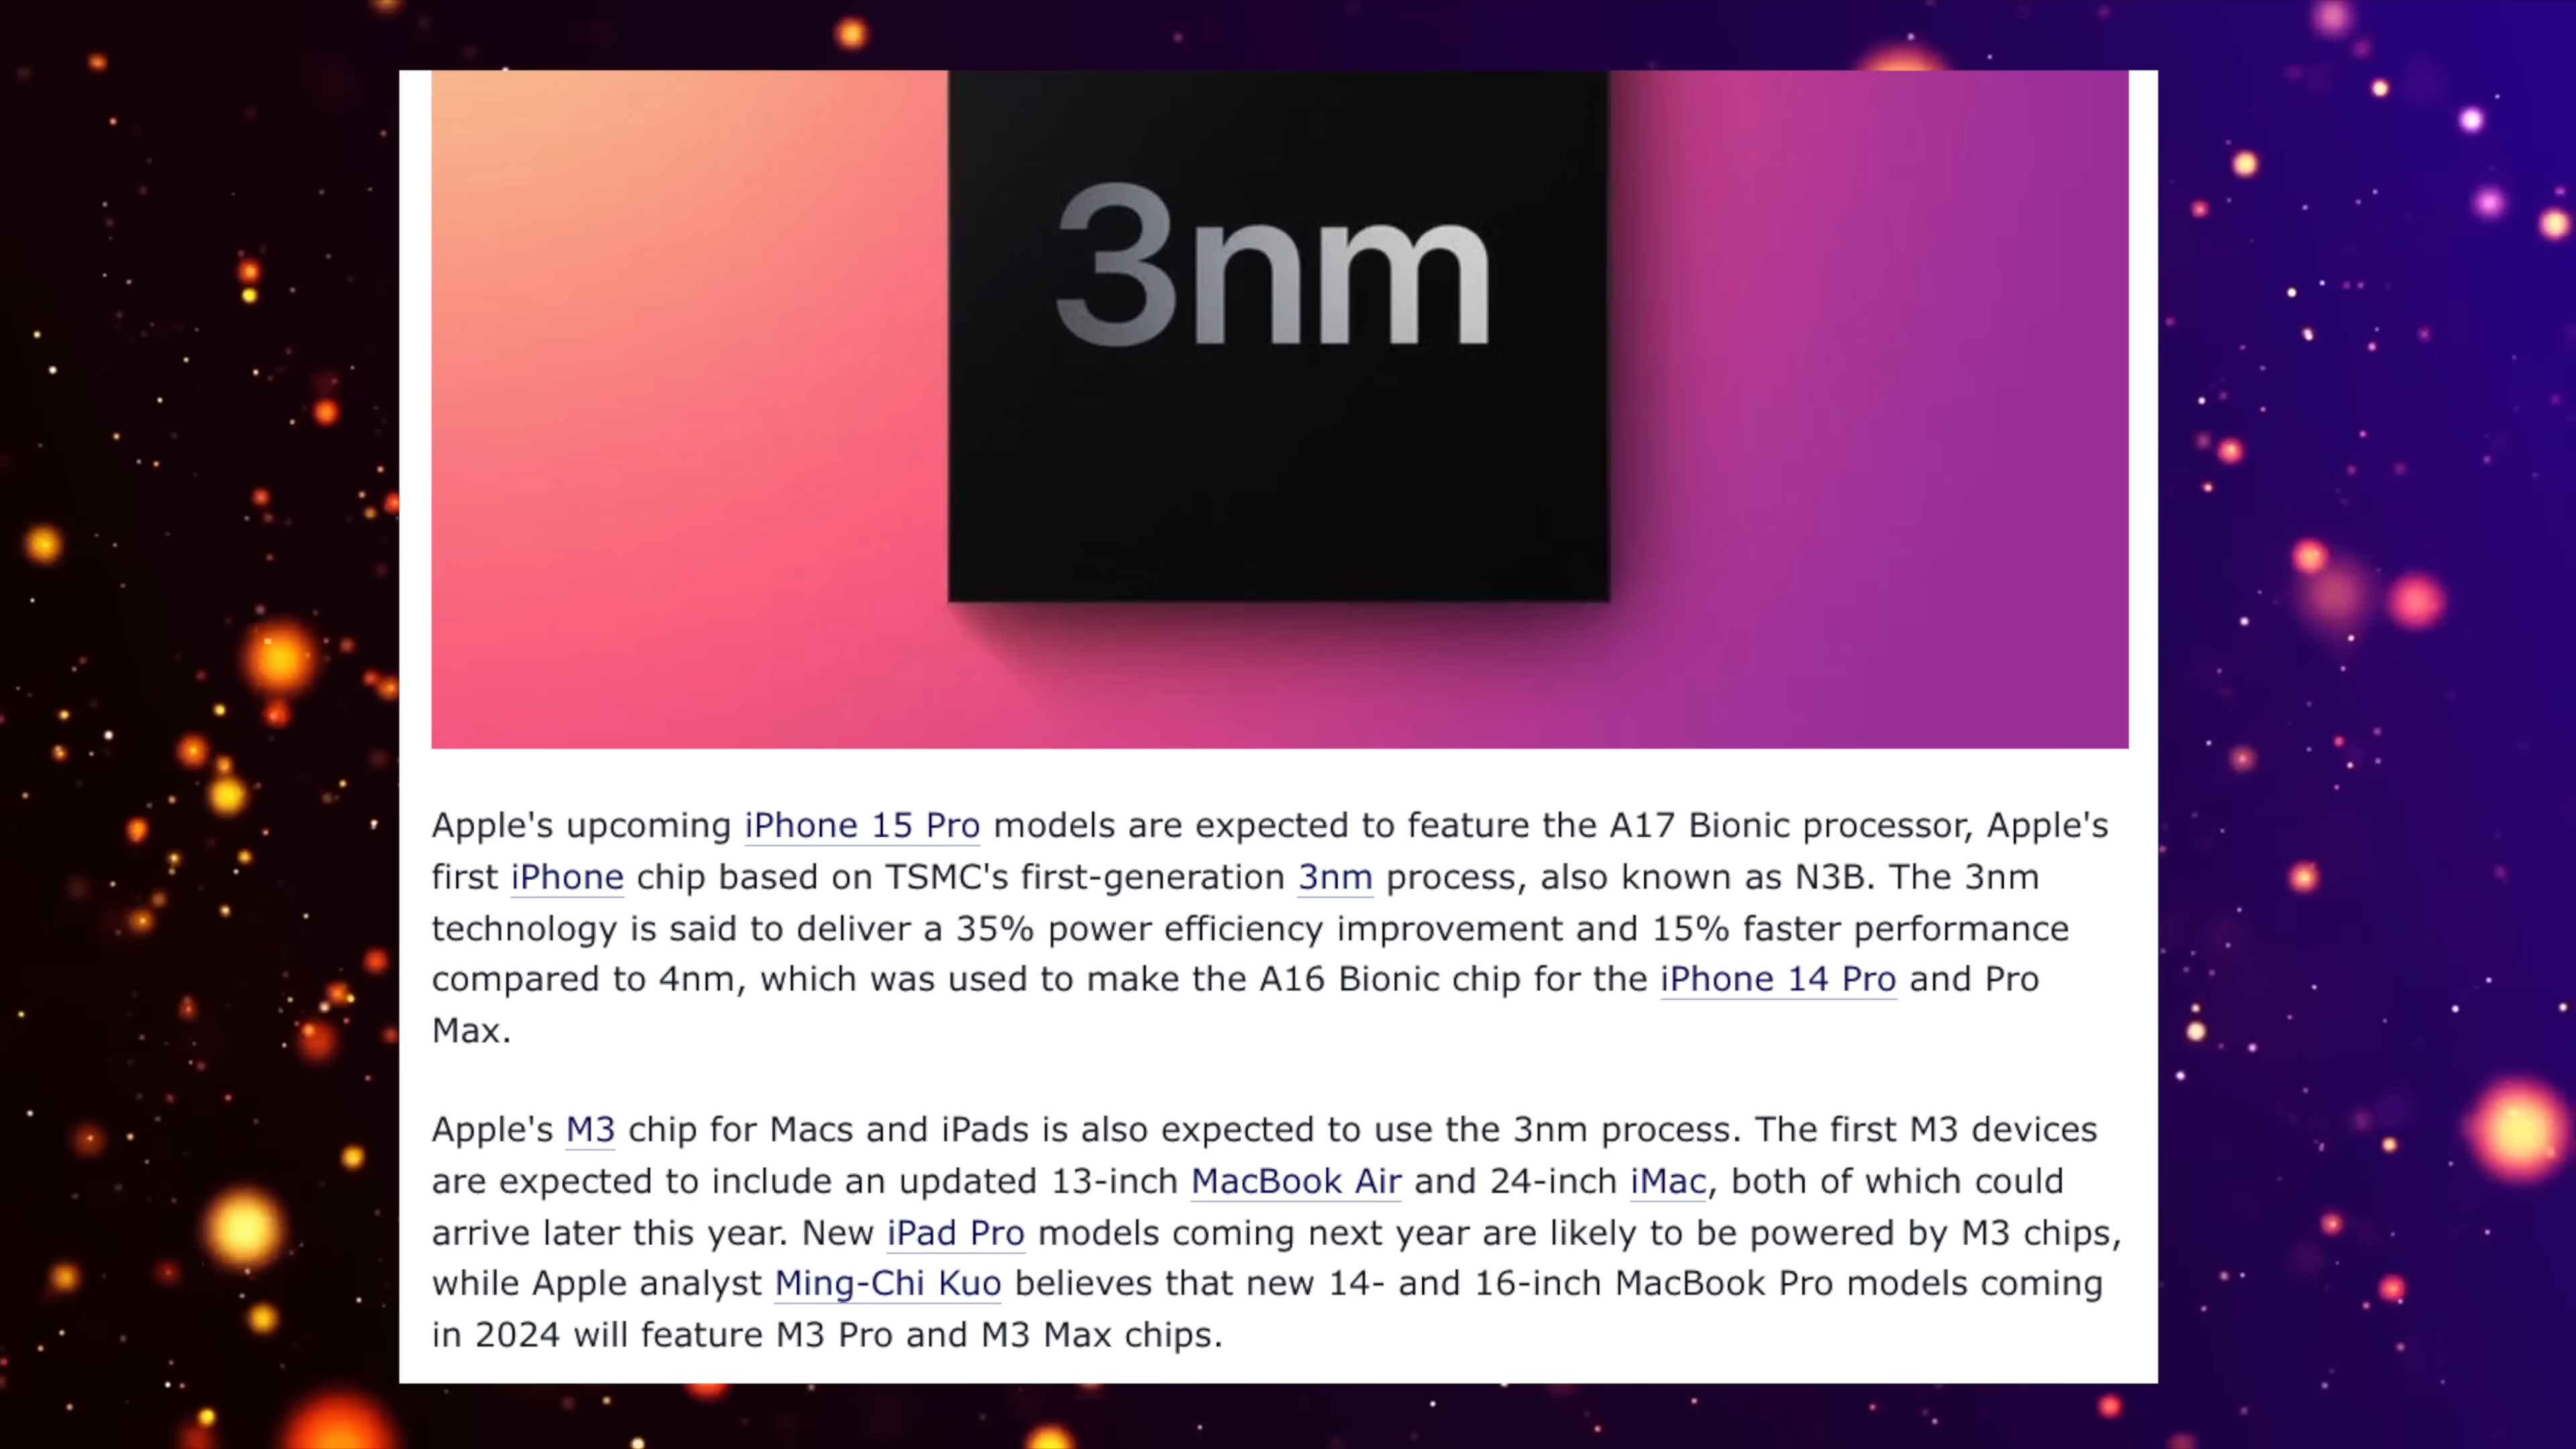 3nm
Apple's upcoming iPhone 15 Pro models are expected to feature the A17 Bionic processor, Apple's
first iPhone chip based on TSMC's first-generation 3nm process, also known as N3B. The 3nm
technology is said to deliver a 35% power efficiency improvement and 15% faster performance
compared to 4nm, which was used to make the A16 Bionic chip for the iPhone 14 Pro and Pro
Max.
Apple's M3 chip for Macs and iPads is also expected to use the 3nm process. The first M3 devices
are expected to include an updated 13-inch MacBook Air and 24-inch iMac, both of which could
arrive later this year. New iPad Pro models coming next year are likely to be powered by M3 chips,
while Apple analyst Ming-Chi Kuo believes that new 14- and 16-inch MacBook Pro models coming
in 2024 will feature M3 Pro and M3 Max chips.